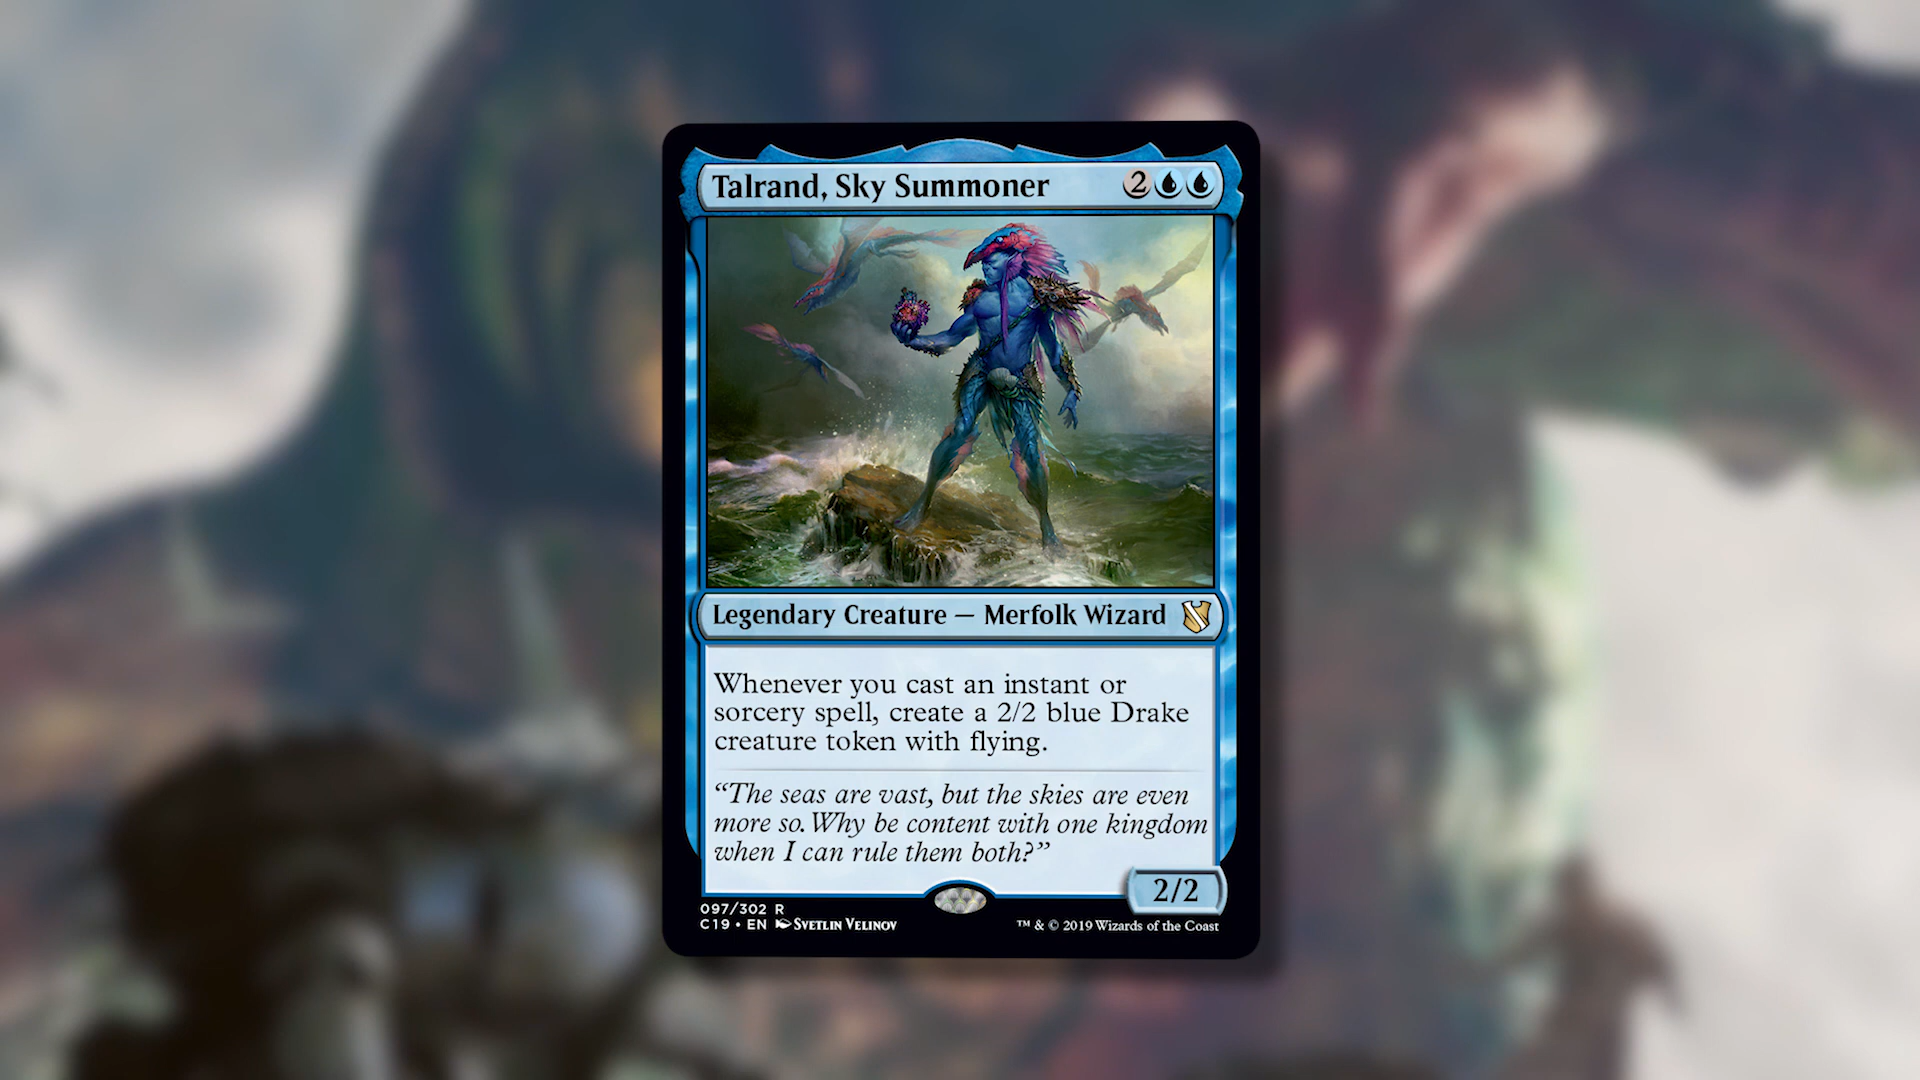 Talrand, Sky Summoner 2
Legendary Creature — Merfolk Wizard
Whenever you cast an instant or
sorcery spell, create a 2/2 blue Drake
creature token with flying.
“The seas are vast, but the skies are even
more so. Why be content with one kingdom
when I can rule them both?”
2/2
097/302 R
C19 • EN Svetlin Velinov
™ & © 2019 Wizards of the Coast